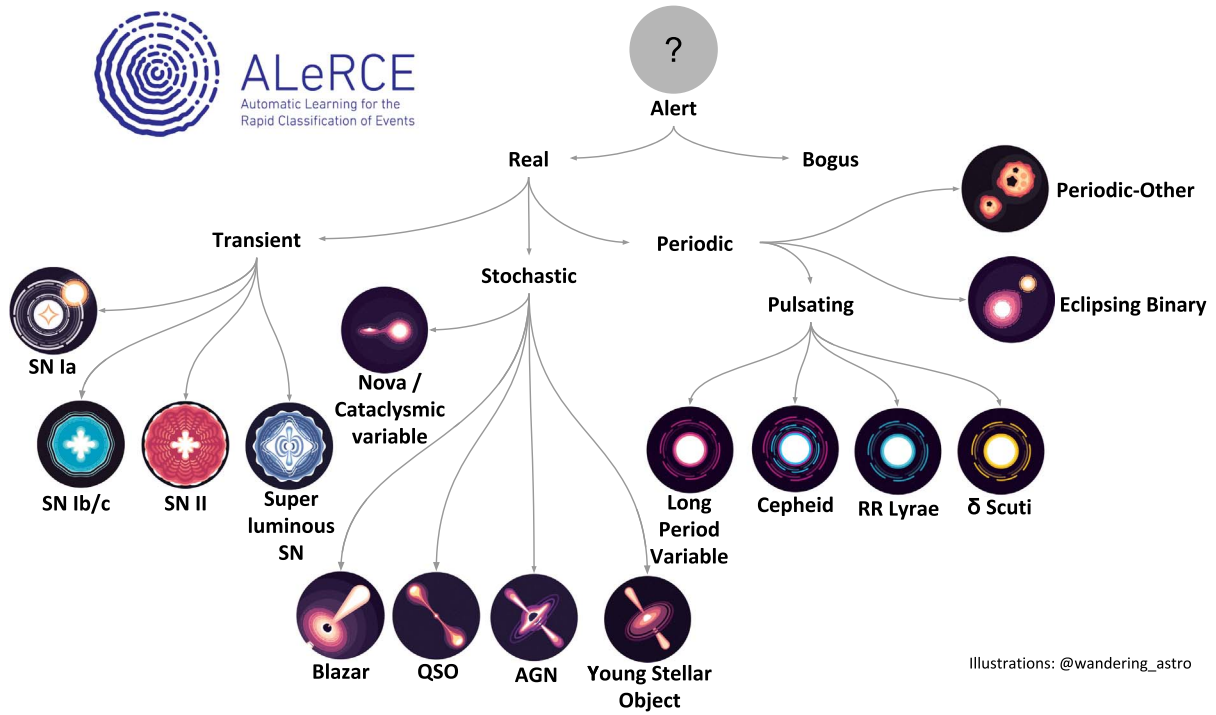 ALeRCE
Automatic Learning for the
Rapid Classification of Events
?
Alert
Real
Bogus
Transient
Stochastic
Periodic
Periodic-Other
Eclipsing Binary
Pulsating
SN Ia
SN Ib/c
SN II
Super
luminous
SN
Nova /
Cataclysmic
variable
Long
Period
Variable
Cepheid
RR Lyrae
δ Scuti
Blazar
QSO
AGN
Young Stellar
Object
Illustrations: @wandering_astro